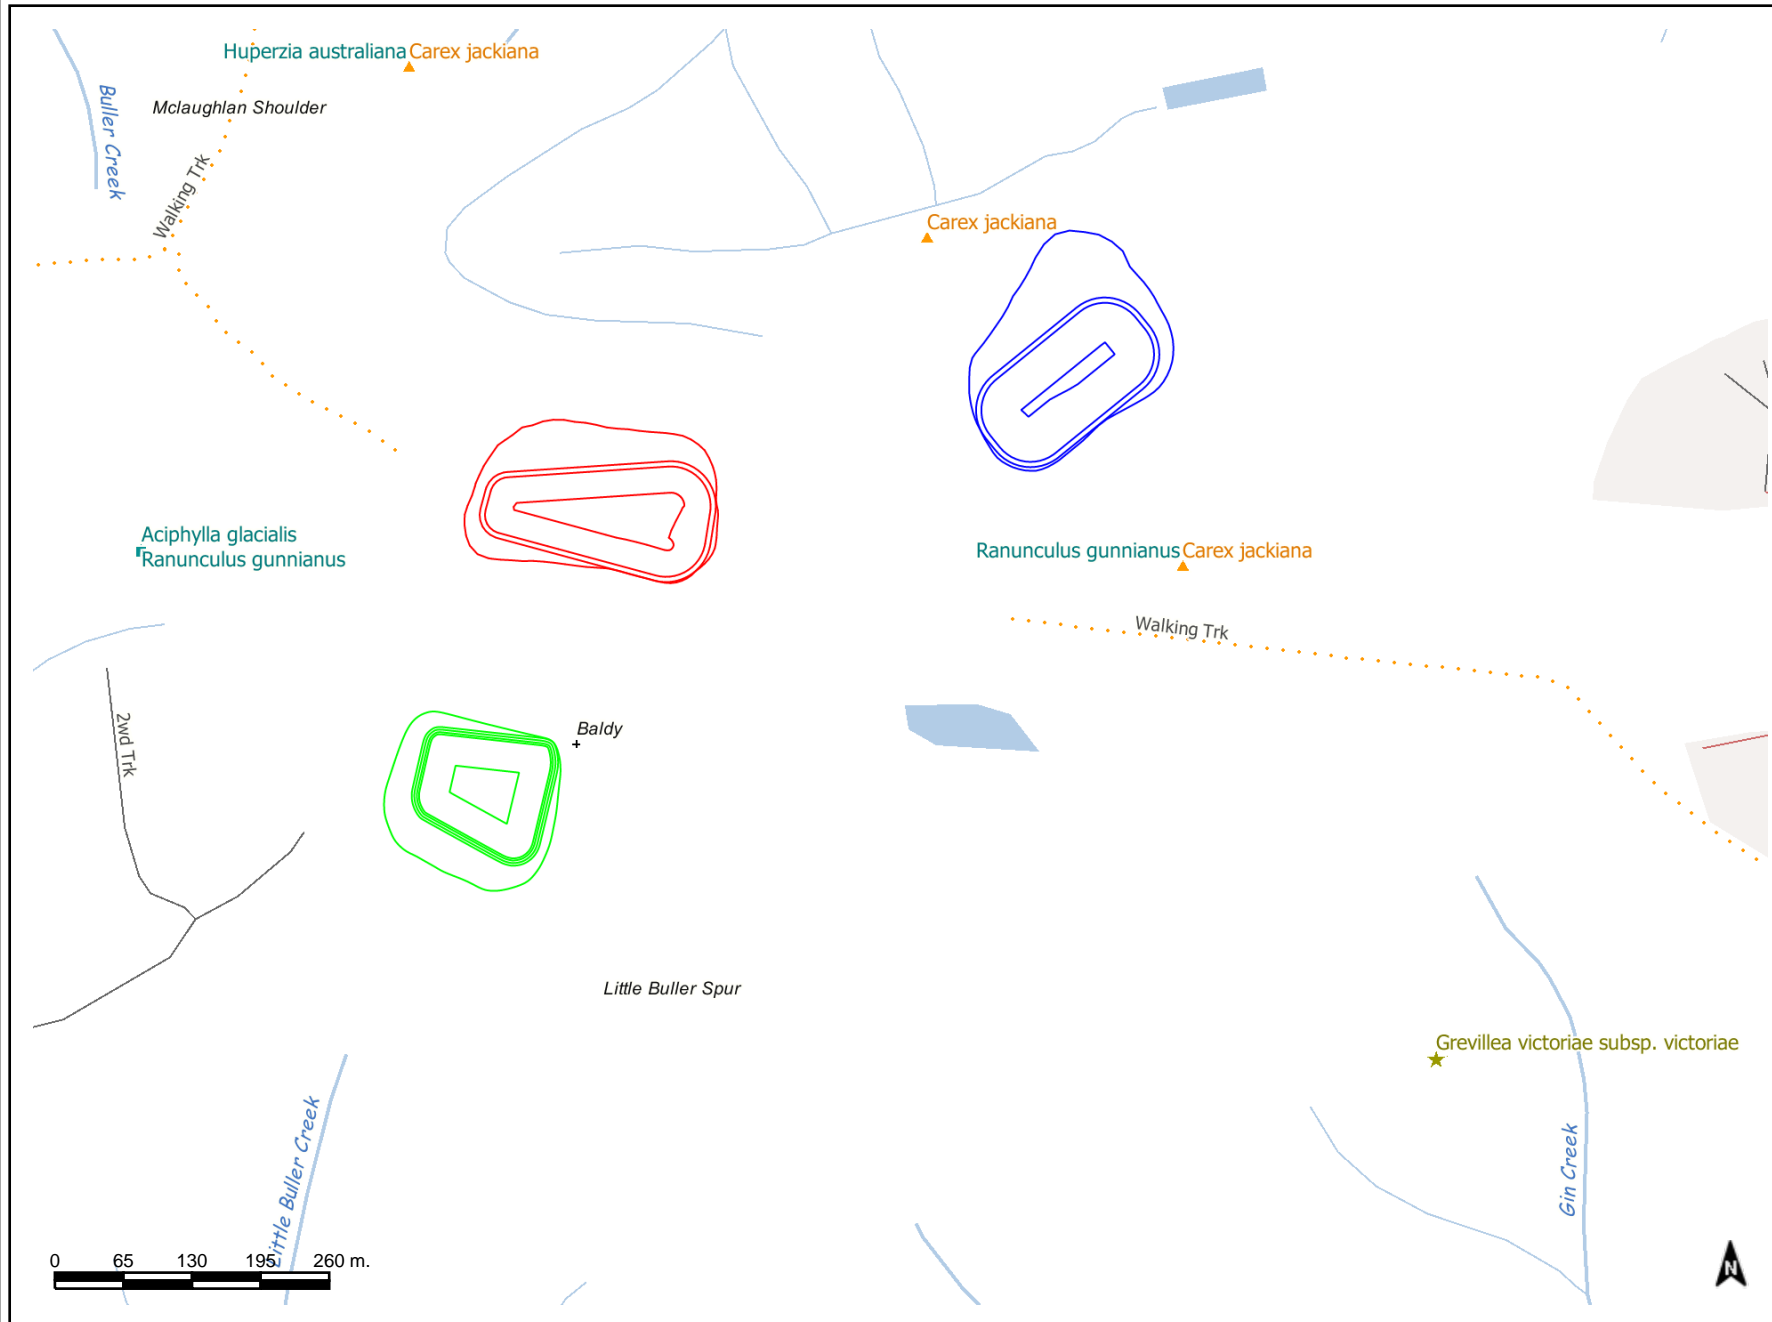 Huperzia australiana Carex jackiana
Mclaughlan Shoulder
Buller Creek
Walking Trk
Carex jackiana
Aciphylla glacialis
Ranunculus gunnianus
Ranunculus gunnianus Carex jackiana
Walking Trk
2wd Trk
Baldy
Little Buller Spur
Grevillea victoriae subsp. victoriae
Little Buller Creek
Gin Creek
0 65 130 195 260 m.
N